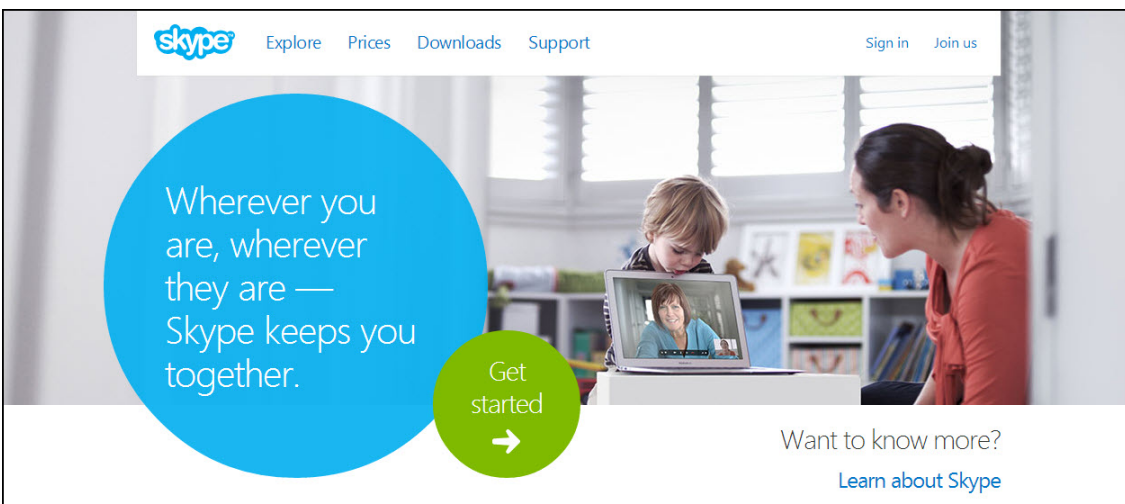 skype Explore Prices Downloads Support Sign in Join us
Wherever you
are, wherever
they are —
Skype keeps you
together.
Get
started
Want to know more?
Learn about Skype